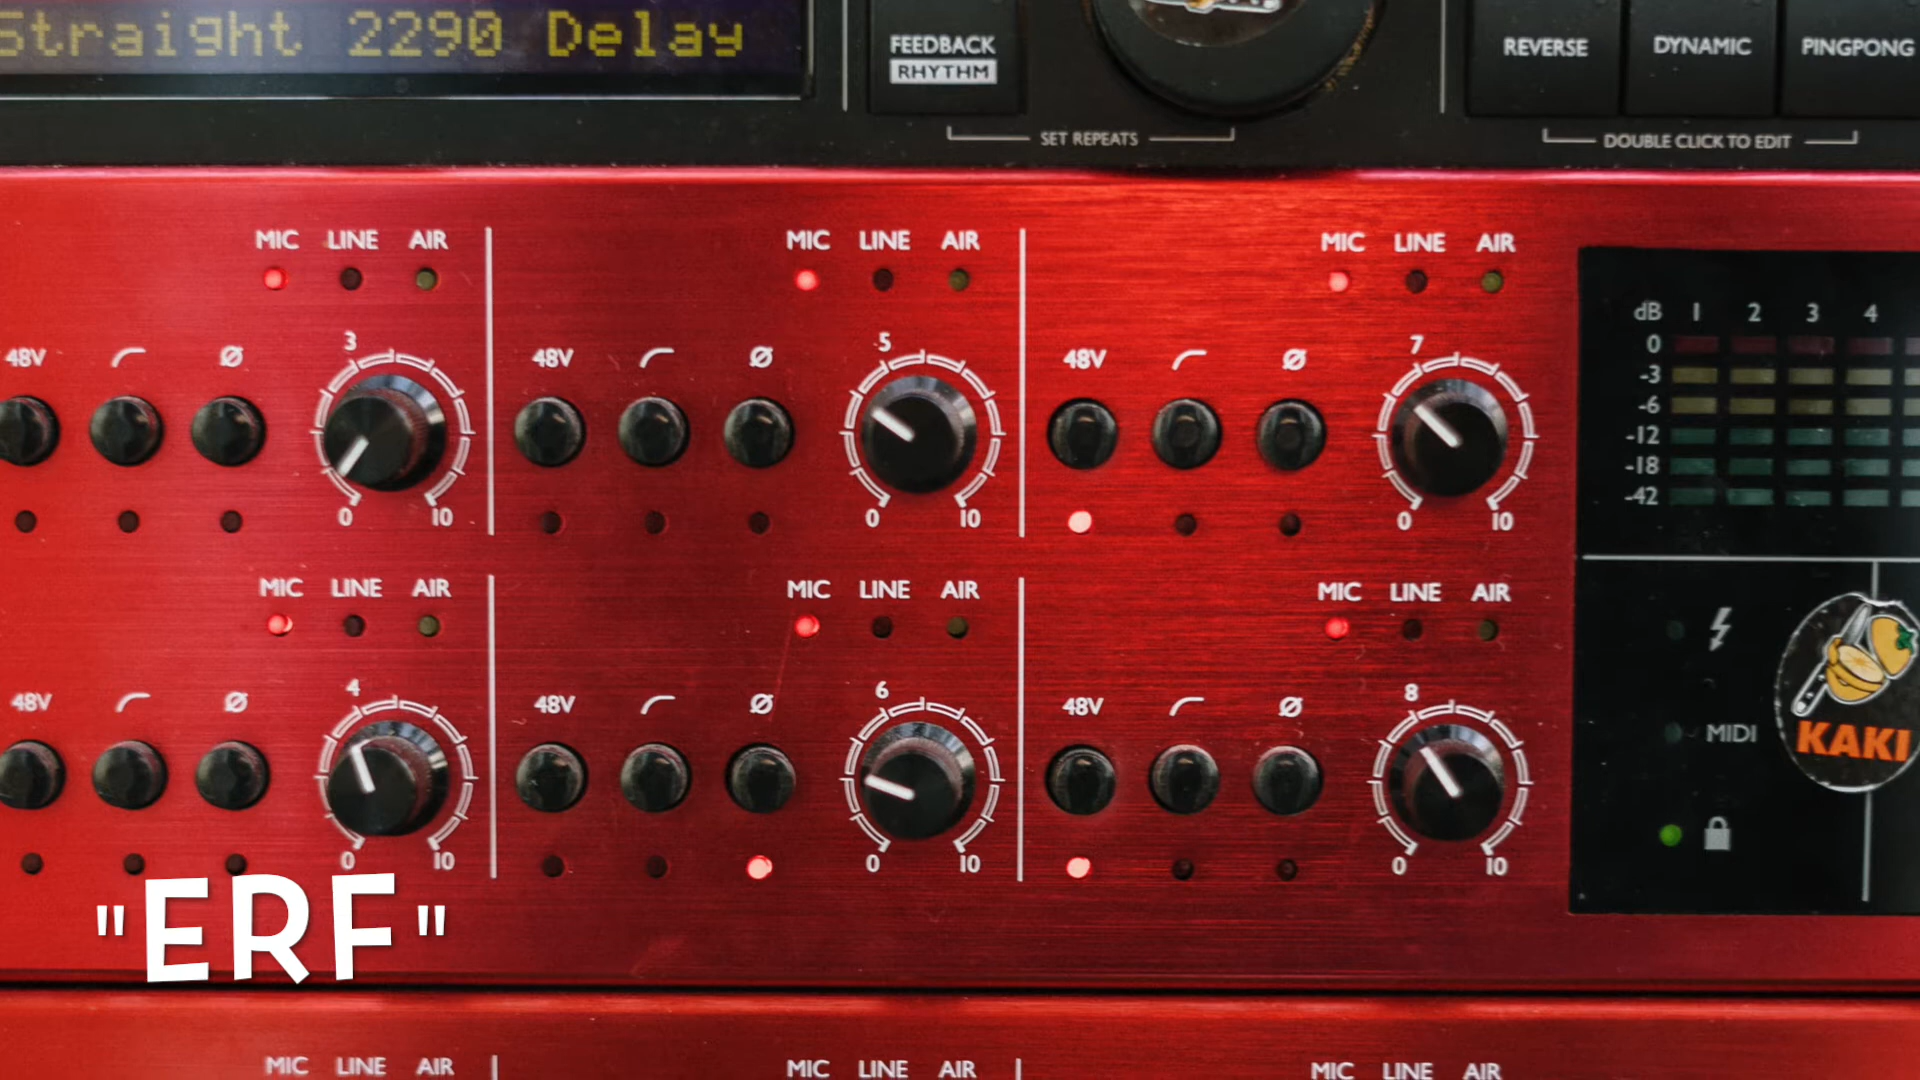 Straight 2290 Delay
FEEDBACK
RHYTHM
SET REPEATS
REVERSE DYNAMIC PINGPONG
DOUBLE CLICK TO EDIT
MIC LINE AIR
48V Ø 3
0 10
MIC LINE AIR
48V Ø 5
0 10
MIC LINE AIR
48V Ø 7
0 10
dB 1 2 3 4
0
-3
-6
-12
-18
-42
MIC LINE AIR
48V Ø 4
0 10
MIC LINE AIR
48V Ø 6
0 10
MIC LINE AIR
48V Ø 8
0 10
MIDI
KAKI
"ERF"
MIC LINE AIR
MIC LINE AIR
MIC LINE AIR